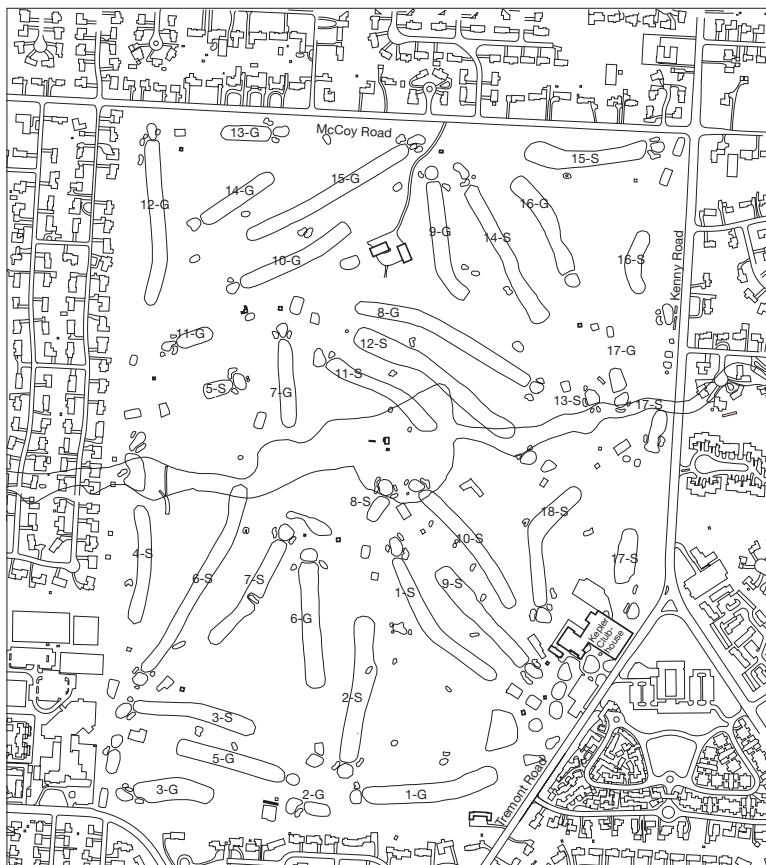 13-G
McCoy Road
15-S
14-G
15-G
12-G
16-G
9-G
14-S
10-G
16-S
Kenny Road
8-G
11-G
12-S
17-G
11-S
5-S
7-G
13-S
17-S
8-S
18-S
4-S
10-S
6-S
7-S
17-S
9-S
1-S
6-G
Kepler
Club-
house
2-S
3-S
5-G
3-G
2-G
1-G
Tremont Road